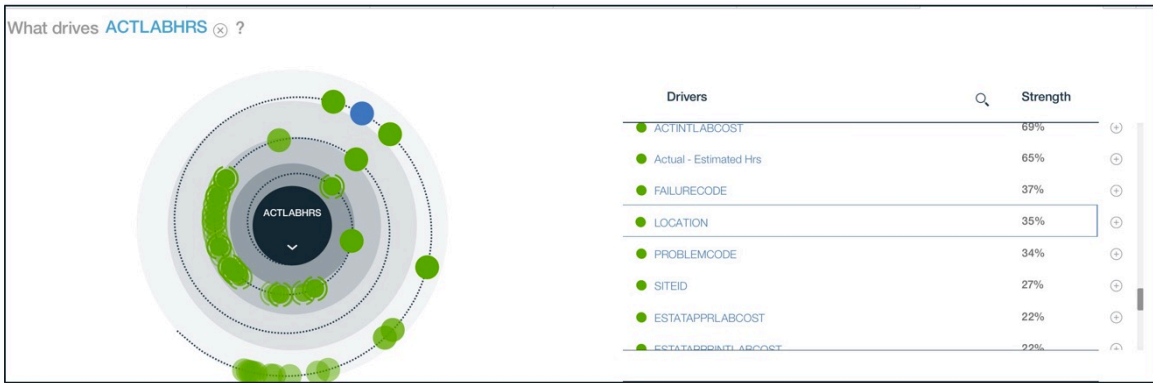 What drives ACTLABHRS ?
ACTLABHRS
Drivers Strength
ACTINTLABCOST 69%
Actual - Estimated Hrs 65%
FAILURECODE 37%
LOCATION 35%
PROBLEMCODE 34%
SITEID 27%
ESTATAPPRLABCOST 22%
ESTATAPPRINTLABCOST 22%